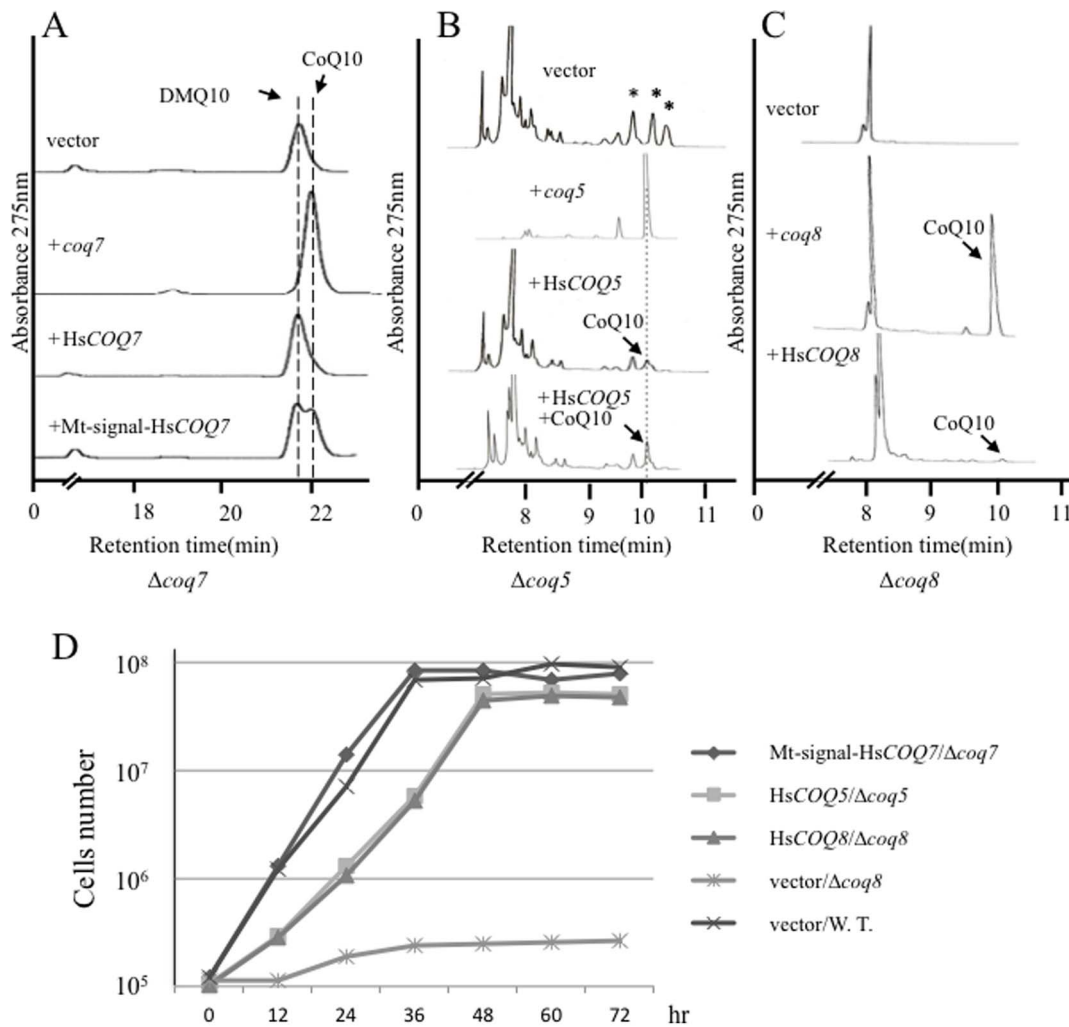 A
CoQ10
DMQ10
vector
+coq7
+HsCOQ7
+Mt-signal-HsCOQ7
Absorbance 275nm
0 18 20 22
Retention time(min)
Δcoq7
B
vector
* * *
+coq5
+HsCOQ5
CoQ10
+HsCOQ5
+CoQ10
Absorbance 275nm
0 8 9 10 11
Retention time(min)
Δcoq5
C
vector
+coq8
CoQ10
+HsCOQ8
CoQ10
Absorbance 275nm
0 8 9 10 11
Retention time(min)
Δcoq8
D
10⁸
10⁷
10⁶
10⁵
Cells number
0 12 24 36 48 60 72 hr
Mt-signal-HsCOQ7/Δcoq7
HsCOQ5/Δcoq5
HsCOQ8/Δcoq8
vector/Δcoq8
vector/W. T.